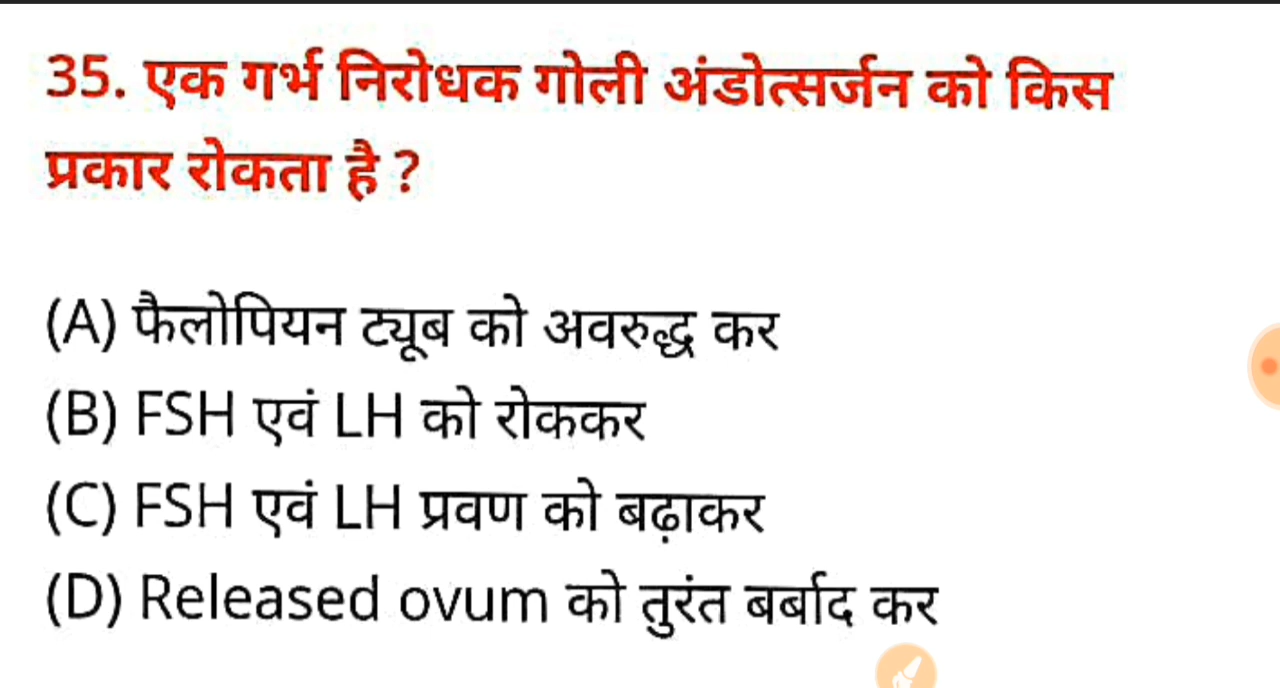 35. एक गर्भ निरोधक गोली अंडोत्सर्जन को किस
प्रकार रोकता है ?
(A) फैलोपियन ट्यूब को अवरुद्ध कर
(B) FSH एवं LH को रोककर
(C) FSH एवं LH प्रवण को बढ़ाकर
(D) Released ovum को तुरंत बर्बाद कर